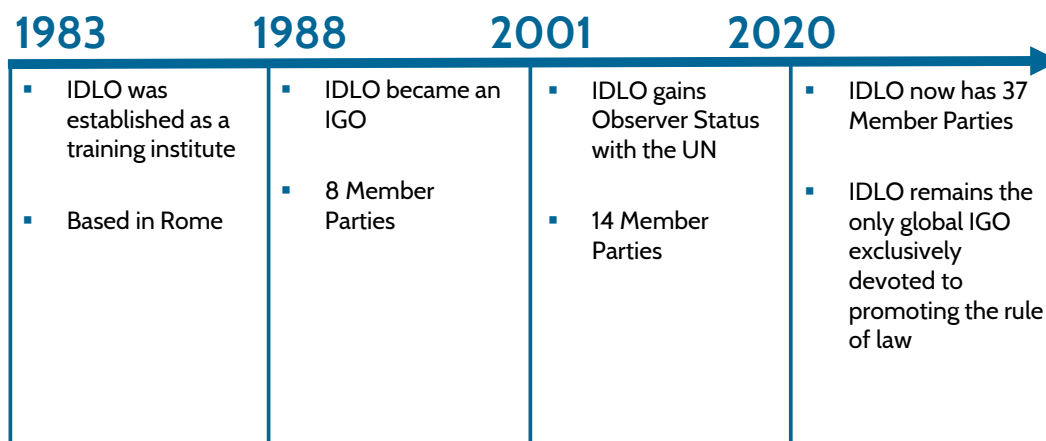 1983
1988
2001
2020
▪ IDLO was
established as a
training institute
▪ Based in Rome
▪ IDLO became an
IGO
▪ 8 Member
Parties
▪ IDLO gains
Observer Status
with the UN
▪ 14 Member
Parties
▪ IDLO now has 37
Member Parties
▪ IDLO remains the
only global IGO
exclusively
devoted to
promoting the rule
of law